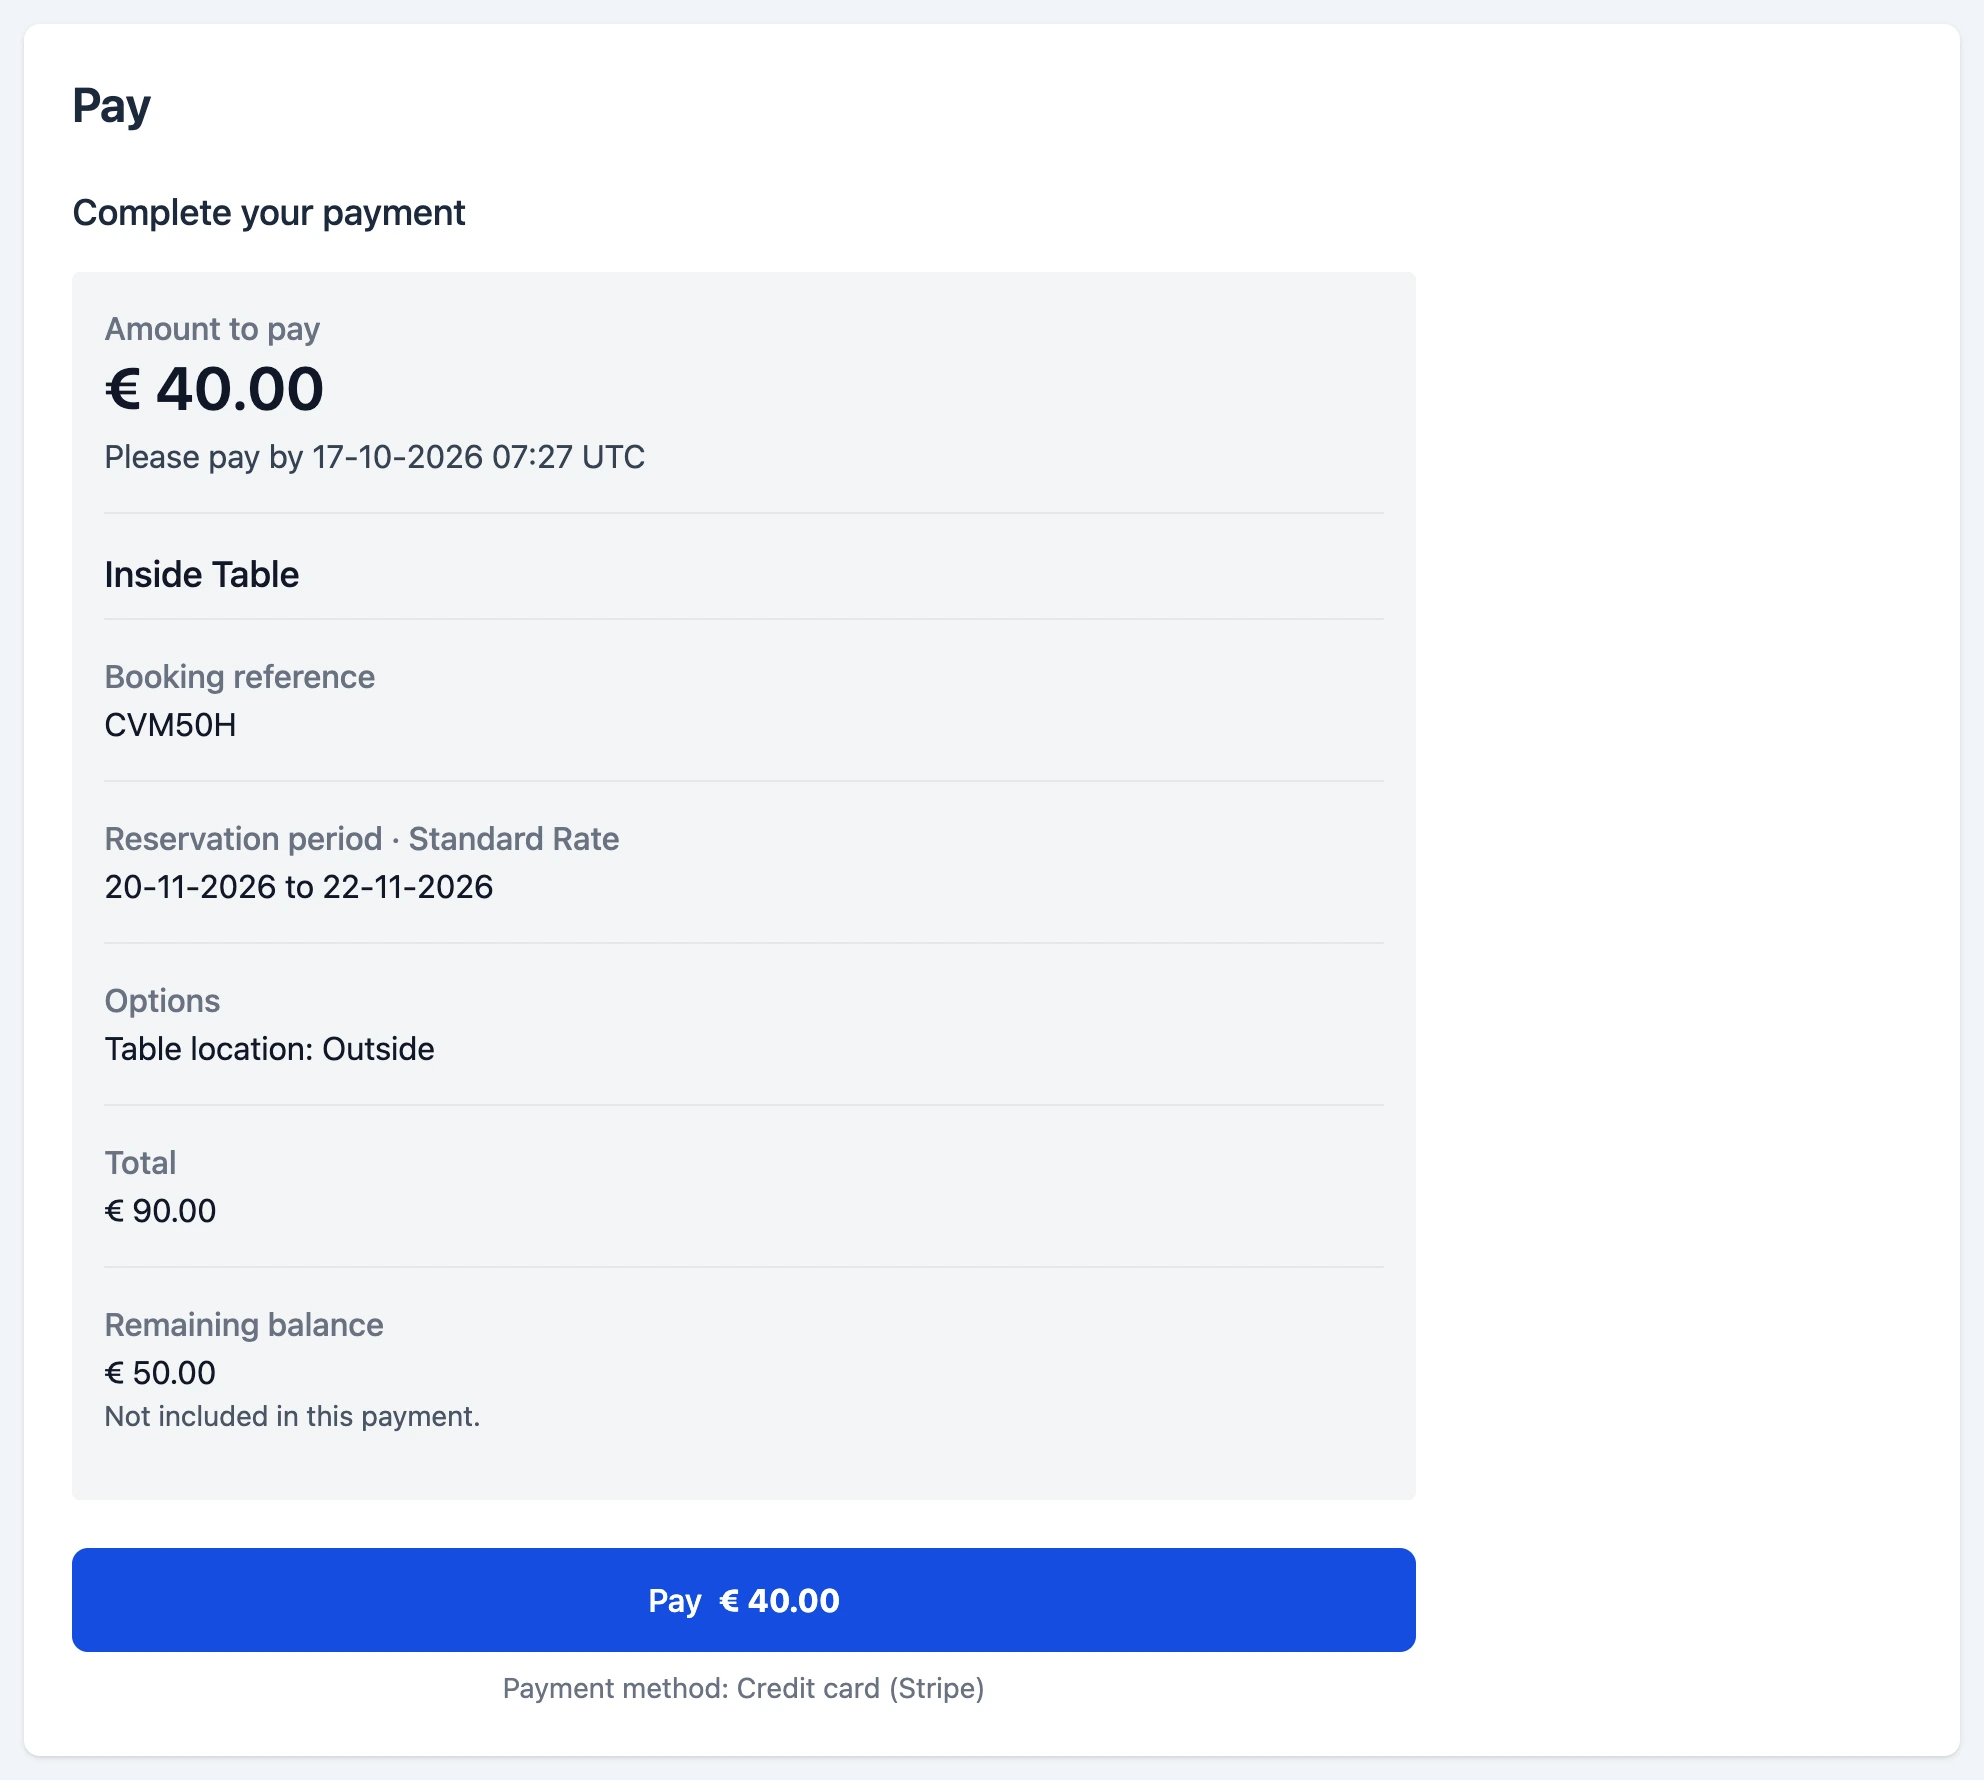 Pay
Complete your payment
Amount to pay
€ 40.00
Please pay by 17-10-2026 07:27 UTC
Inside Table
Booking reference
CVM50H
Reservation period · Standard Rate
20-11-2026 to 22-11-2026
Options
Table location: Outside
Total
€ 90.00
Remaining balance
€ 50.00
Not included in this payment.
Pay € 40.00
Payment method: Credit card (Stripe)